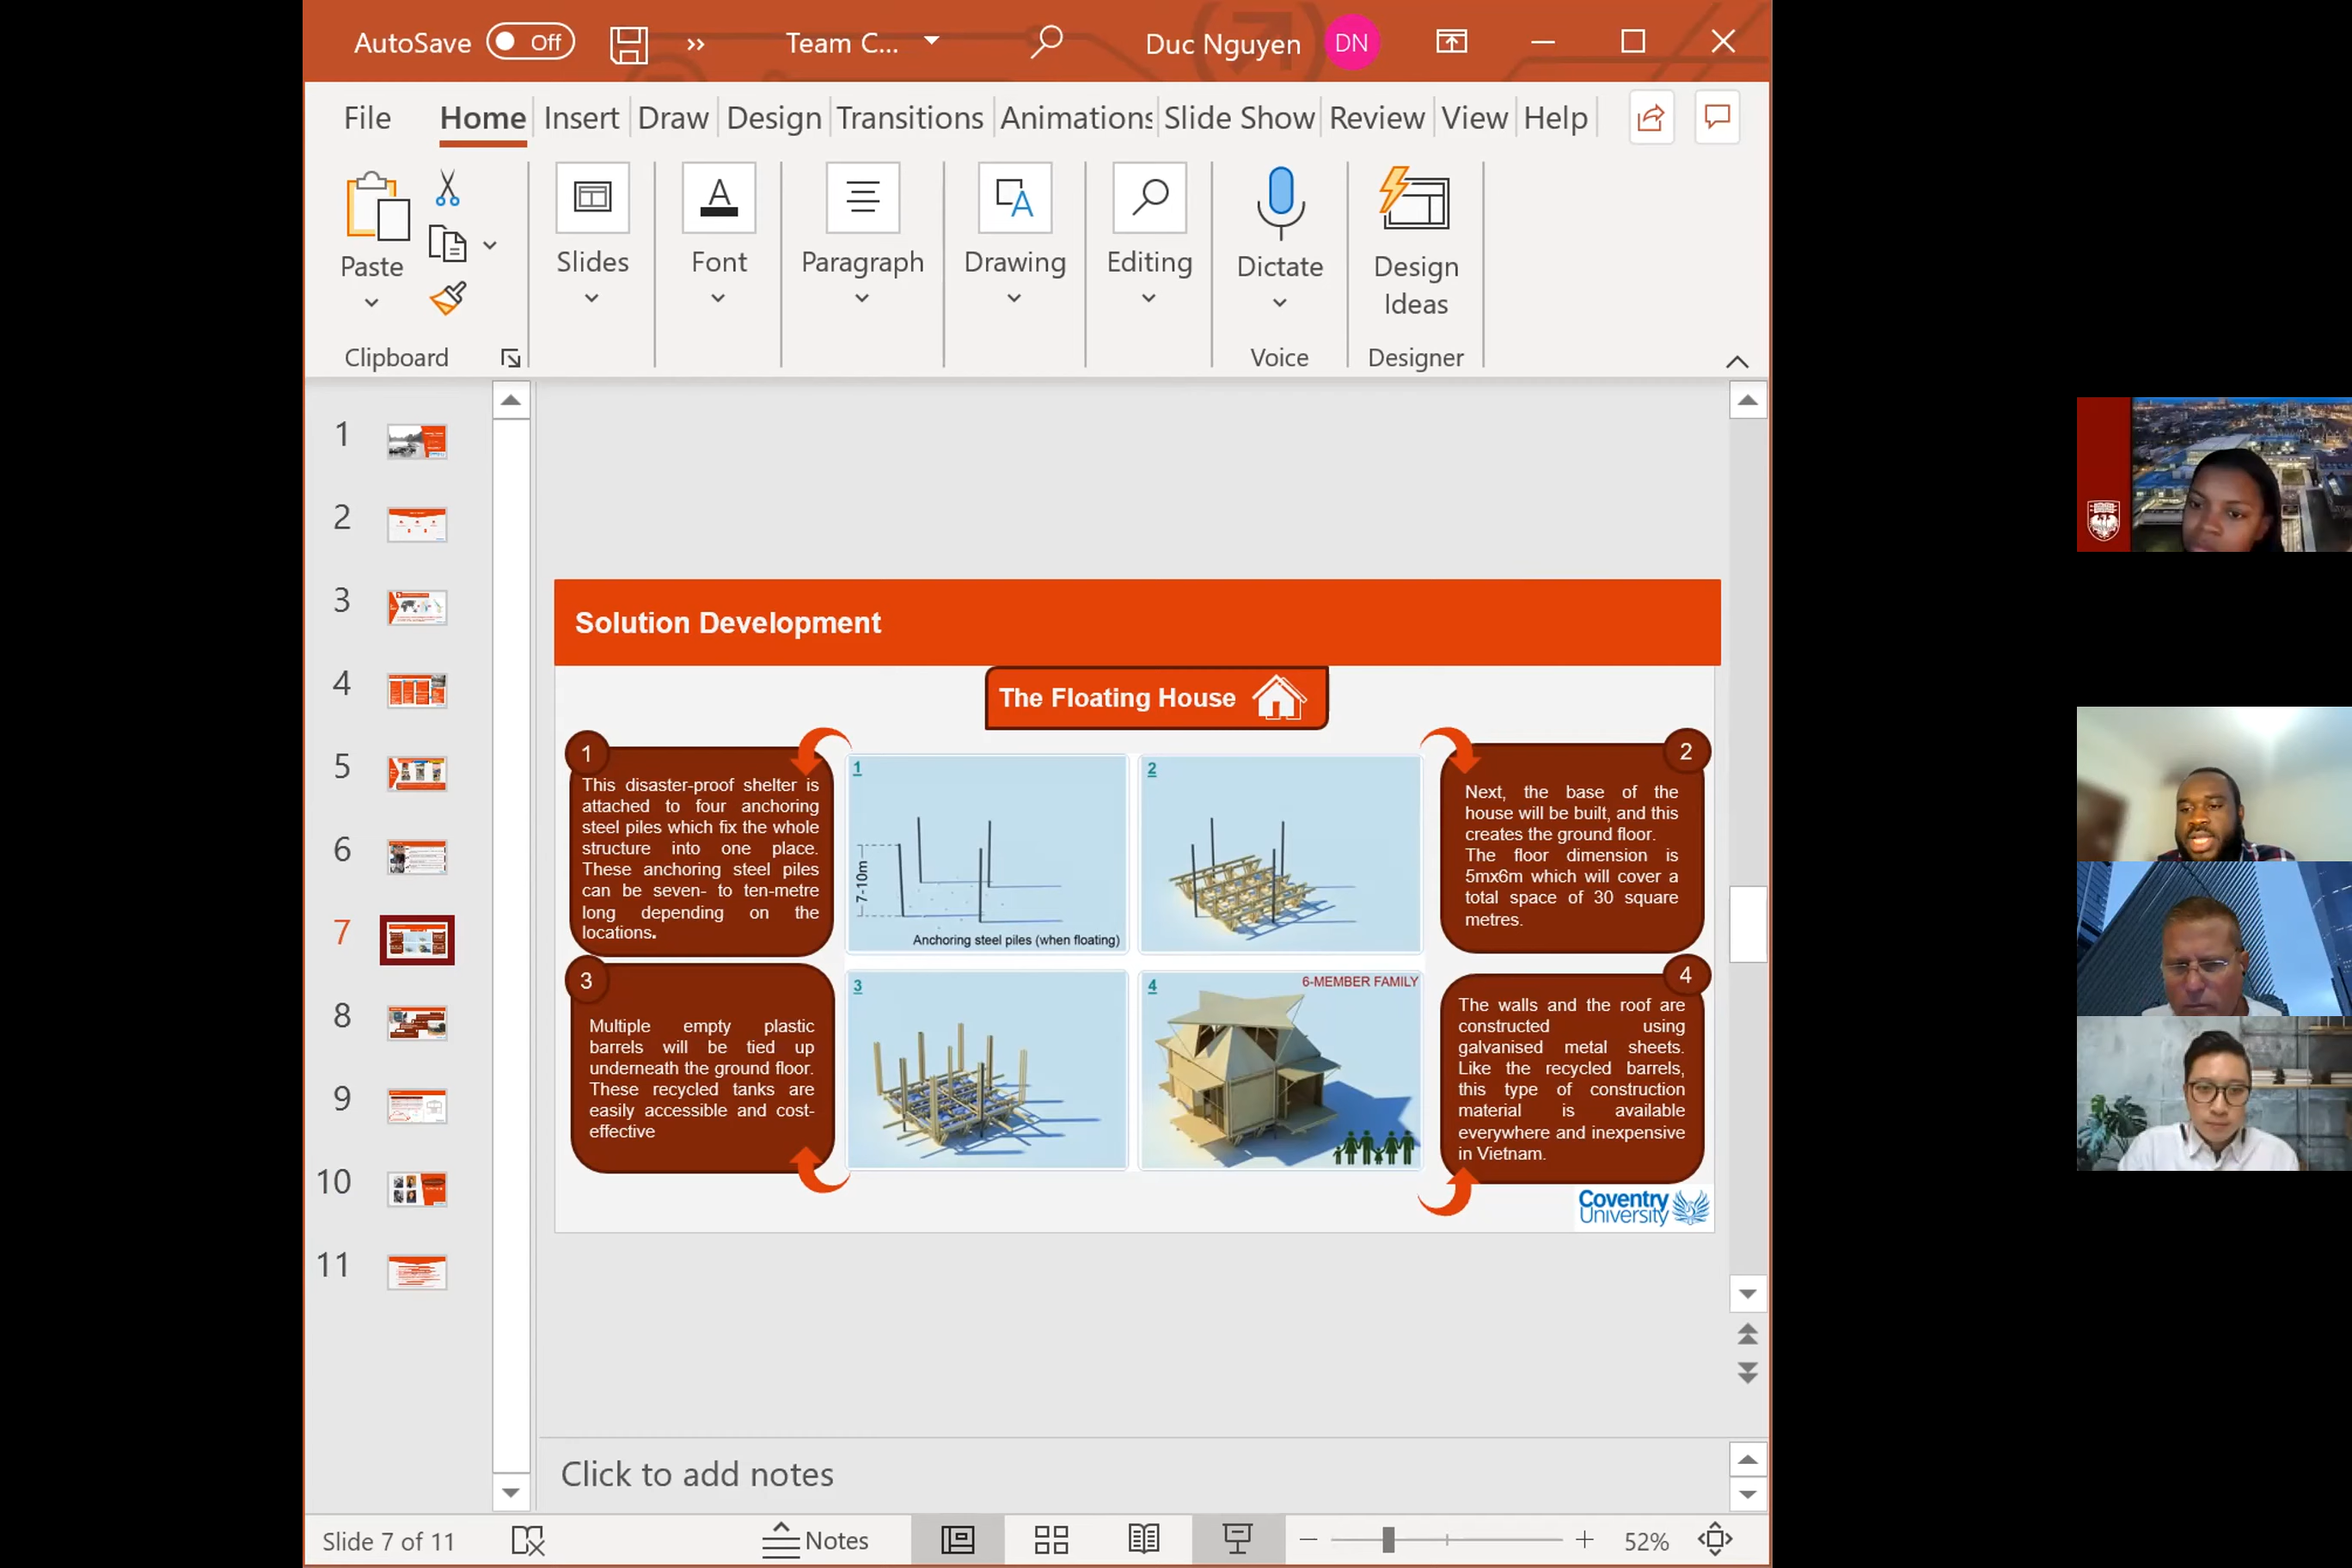 AutoSave Off
Team C...
Duc Nguyen DN
File Home Insert Draw Design Transitions Animations Slide Show Review View Help
Paste
Slides
Font
Paragraph
Drawing
Editing
Dictate
Design
Ideas
Clipboard
Voice
Designer
1
2
3
4
5
6
7
8
9
10
11
Solution Development
The Floating House
1
This disaster-proof shelter is
attached to four anchoring
steel piles which fix the whole
structure into one place.
These anchoring steel piles
can be seven- to ten-metre
long depending on the
locations.
1
7-10m
Anchoring steel piles (when floating)
2
2
Next, the base of the
house will be built, and this
creates the ground floor.
The floor dimension is
5mx6m which will cover a
total space of 30 square
metres.
3
Multiple empty plastic
barrels will be tied up
underneath the ground floor.
These recycled tanks are
easily accessible and cost-
effective
3
4
6-MEMBER FAMILY
4
The walls and the roof are
constructed using
galvanised metal sheets.
Like the recycled barrels,
this type of construction
material is available
everywhere and inexpensive
in Vietnam.
Coventry
University
Click to add notes
Slide 7 of 11
Notes
52%